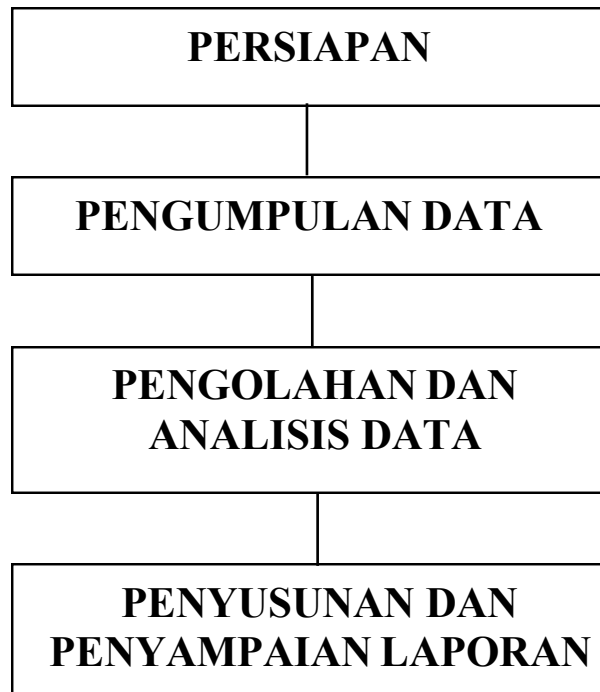 PERSIAPAN
PENGUMPULAN DATA
PENGOLAHAN DAN
ANALISIS DATA
PENYUSUNAN DAN
PENYAMPAIAN LAPORAN